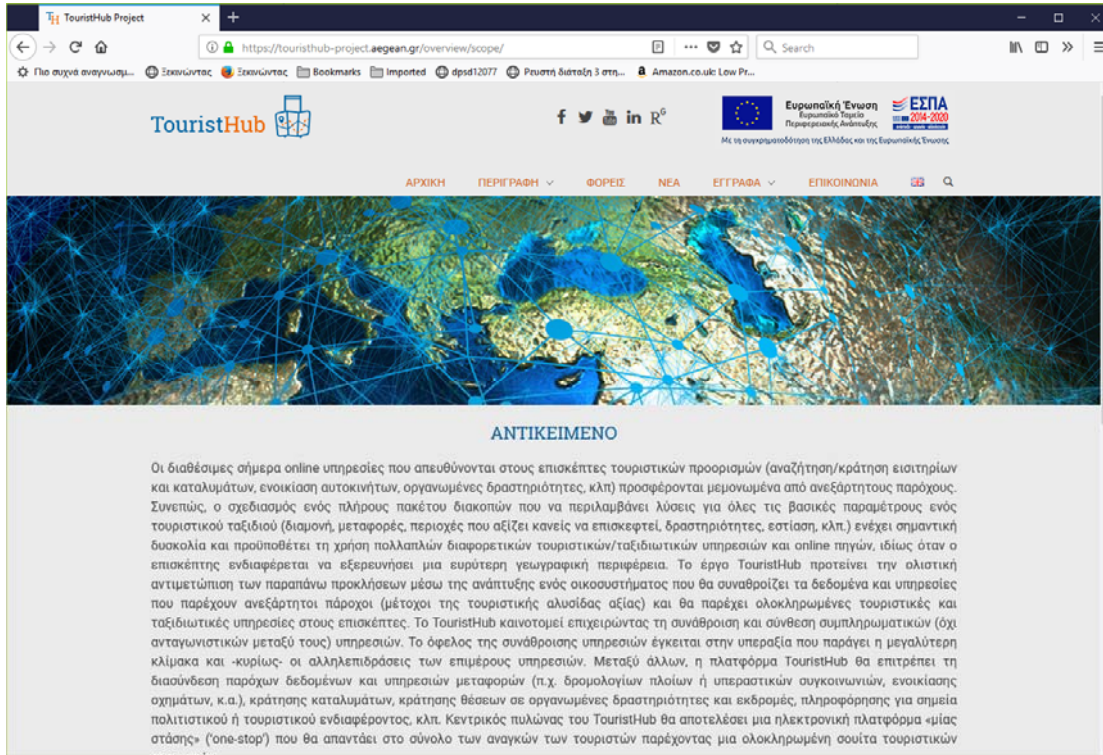 TH TouristHub Project
https://touristhub-project.aegean.gr/overview/scope/
Search
Πιο συχνά αναγνωσμ... Ξεκινώντας Ξεκινώντας Bookmarks Imported dpsd12077 Ρευστή διάταξη 3 στη... Amazon.co.uk: Low Pr...
TouristHub
Ευρωπαϊκή Ένωση
Ευρωπαϊκό Ταμείο
Περιφερειακής Ανάπτυξης
ΕΣΠΑ
2014-2020
Με τη συγχρηματοδότηση της Ελλάδας και της Ευρωπαϊκής Ένωσης
ΑΡΧΙΚΗ ΠΕΡΙΓΡΑΦΗ ΦΟΡΕΙΣ ΝΕΑ ΕΓΓΡΑΦΑ ΕΠΙΚΟΙΝΩΝΙΑ
ΑΝΤΙΚΕΙΜΕΝΟ
Οι διαθέσιμες σήμερα online υπηρεσίες που απευθύνονται στους επισκέπτες τουριστικών προορισμών (αναζήτηση/κράτηση εισιτηρίων
και καταλυμάτων, ενοικίαση αυτοκινήτων, οργανωμένες δραστηριότητες, κλπ) προσφέρονται μεμονωμένα από ανεξάρτητους παρόχους.
Συνεπώς, ο σχεδιασμός ενός πλήρους πακέτου διακοπών που να περιλαμβάνει λύσεις για όλες τις βασικές παραμέτρους ενός
τουριστικού ταξιδιού (διαμονή, μεταφορές, περιοχές που αξίζει κανείς να επισκεφτεί, δραστηριότητες, εστίαση, κλπ.) ενέχει σημαντική
δυσκολία και προϋποθέτει τη χρήση πολλαπλών διαφορετικών τουριστικών/ταξιδιωτικών υπηρεσιών και online πηγών, ιδίως όταν ο
επισκέπτης ενδιαφέρεται να εξερευνήσει μια ευρύτερη γεωγραφική περιφέρεια. Το έργο TouristHub προτείνει την ολιστική
αντιμετώπιση των παραπάνω προκλήσεων μέσω της ανάπτυξης ενός οικοσυστήματος που θα συναθροίζει τα δεδομένα και υπηρεσίες
που παρέχουν ανεξάρτητοι πάροχοι (μέτοχοι της τουριστικής αλυσίδας αξίας) και θα παρέχει ολοκληρωμένες τουριστικές και
ταξιδιωτικές υπηρεσίες στους επισκέπτες. Το TouristHub καινοτομεί επιχειρώντας τη συνάθροιση και σύνθεση συμπληρωματικών (όχι
ανταγωνιστικών μεταξύ τους) υπηρεσιών. Το όφελος της συνάθροισης υπηρεσιών έγκειται στην υπεραξία που παράγει η μεγαλύτερη
κλίμακα και -κυρίως- οι αλληλεπιδράσεις των επιμέρους υπηρεσιών. Μεταξύ άλλων, η πλατφόρμα TouristHub θα επιτρέπει τη
διασύνδεση παρόχων δεδομένων και υπηρεσιών μεταφορών (π.χ. δρομολογίων πλοίων ή υπεραστικών συγκοινωνιών, ενοικίασης
οχημάτων, κ.α.), κράτησης καταλυμάτων, κράτησης θέσεων σε οργανωμένες δραστηριότητες και εκδρομές, πληροφόρησης για σημεία
πολιτιστικού ή τουριστικού ενδιαφέροντος, κλπ. Κεντρικός πυλώνας του TouristHub θα αποτελέσει μια ηλεκτρονική πλατφόρμα «μίας
στάσης» ('one-stop') που θα απαντάει στο σύνολο των αναγκών των τουριστών παρέχοντας μια ολοκληρωμένη σουίτα τουριστικών